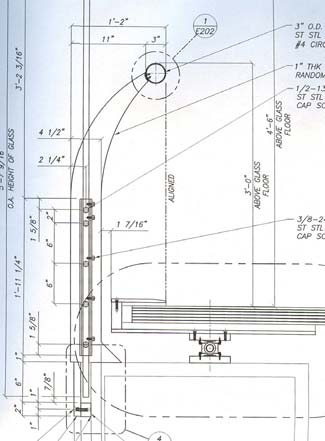 1'-2"
11"
3"
1
E202
3" O.D.
ST STL
#4 CIRC
1" THK
RANDOM
1/2-13
ST STL
CAP SC
3'-2 3/16"
O.A. HEIGHT OF GLASS
4 1/2"
2 1/4"
ALIGNED
3'-0"
ABOVE GLASS
FLOOR
4'-6"
ABOVE GLASS
FLOOR
1 7/16"
3/8-24
ST STL
CAP SC
1 5/8"
2"
6"
6"
1'-11 1/4"
1 5/8"
1"
6"
1"
7/8"
2"
1"
4